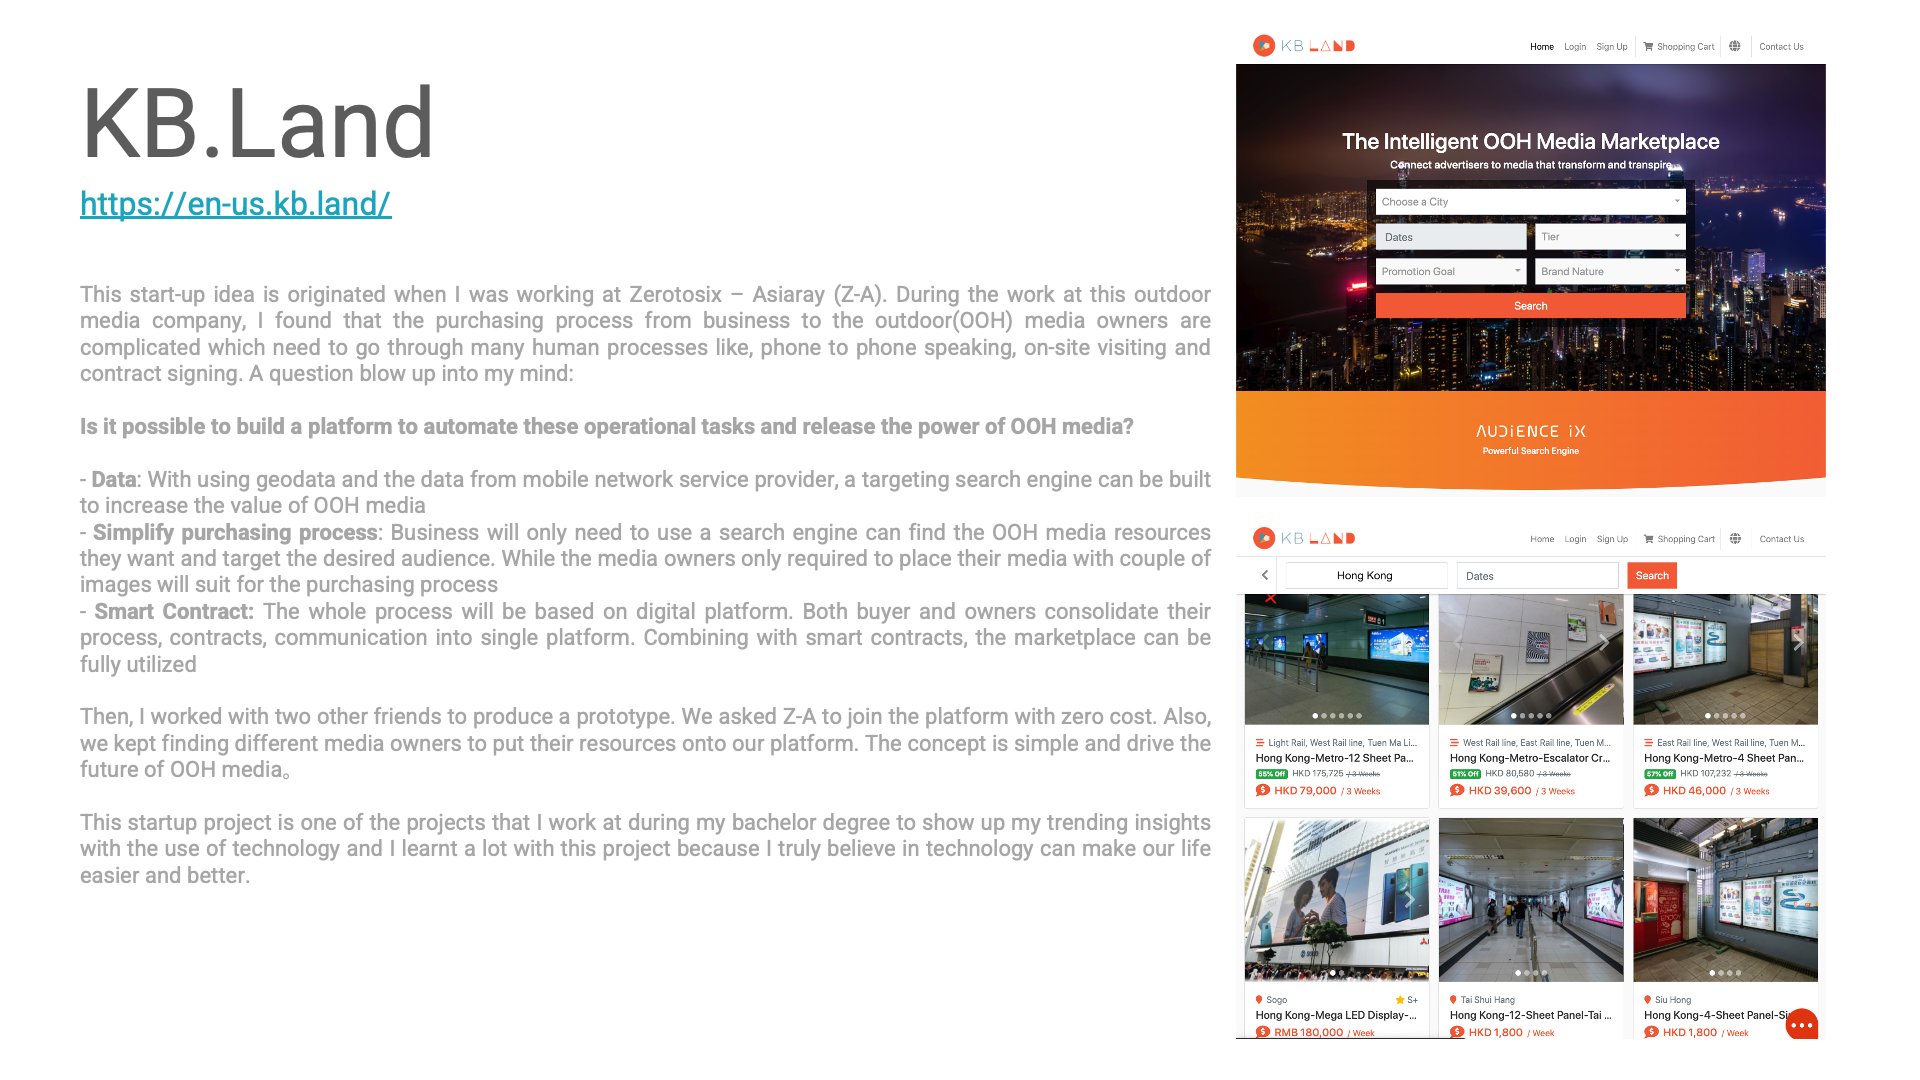 KB.Land
https://en-us.kb.land/
This start-up idea is originated when I was working at Zerotosix – Asiaray (Z-A). During the work at this outdoor
media company, I found that the purchasing process from business to the outdoor(OOH) media owners are
complicated which need to go through many human processes like, phone to phone speaking, on-site visiting and
contract signing. A question blow up into my mind:
Is it possible to build a platform to automate these operational tasks and release the power of OOH media?
- Data: With using geodata and the data from mobile network service provider, a targeting search engine can be built
to increase the value of OOH media
- Simplify purchasing process: Business will only need to use a search engine can find the OOH media resources
they want and target the desired audience. While the media owners only required to place their media with couple of
images will suit for the purchasing process
- Smart Contract: The whole process will be based on digital platform. Both buyer and owners consolidate their
process, contracts, communication into single platform. Combining with smart contracts, the marketplace can be
fully utilized
Then, I worked with two other friends to produce a prototype. We asked Z-A to join the platform with zero cost. Also,
we kept finding different media owners to put their resources onto our platform. The concept is simple and drive the
future of OOH media。
This startup project is one of the projects that I work at during my bachelor degree to show up my trending insights
with the use of technology and I learnt a lot with this project because I truly believe in technology can make our life
easier and better.
KB LAND
Home Login Sign Up Shopping Cart Contact Us
The Intelligent OOH Media Marketplace
Connect advertisers to media that transform and transpire
Choose a City
Dates Tier
Promotion Goal Brand Nature
Search
AUDiENCE iX
Powerful Search Engine
KB LAND
Home Login Sign Up Shopping Cart Contact Us
Hong Kong Dates Search
Light Rail, West Rail line, Tuen Ma Li...
Hong Kong-Metro-12 Sheet Pa...
55% Off HKD 175,725 / 3 Weeks
HKD 79,000 / 3 Weeks
West Rail line, East Rail line, Tuen M...
Hong Kong-Metro-Escalator Cr...
51% Off HKD 80,580 / 3 Weeks
HKD 39,600 / 3 Weeks
East Rail line, West Rail line, Tuen M...
Hong Kong-Metro-4 Sheet Pan...
57% Off HKD 107,232 / 3 Weeks
HKD 46,000 / 3 Weeks
Sogo S+
Hong Kong-Mega LED Display-...
RMB 180,000 / Week
Tai Shui Hang
Hong Kong-12-Sheet Panel-Tai ...
HKD 1,800 / Week
Siu Hong
Hong Kong-4-Sheet Panel-Si
HKD 1,800 / Week